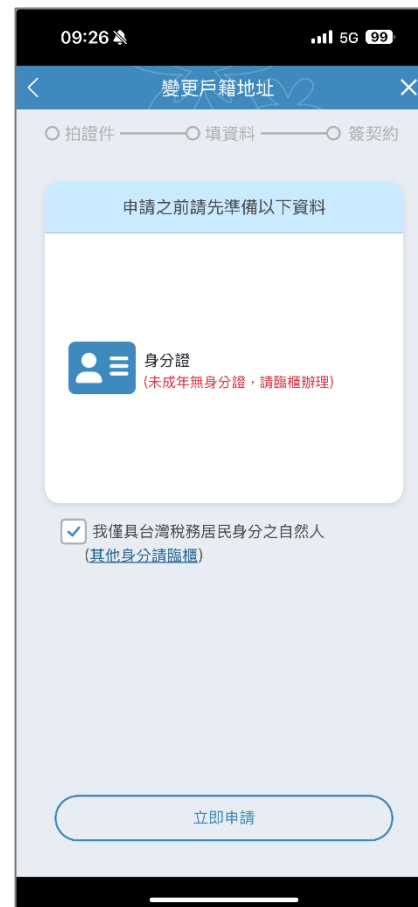 09:26
5G 99
變更戶籍地址
拍證件 填資料 簽契約
申請之前請先準備以下資料
身分證
(未成年無身分證，請臨櫃辦理)
我僅具台灣稅務居民身分之自然人
(其他身分請臨櫃)
立即申請